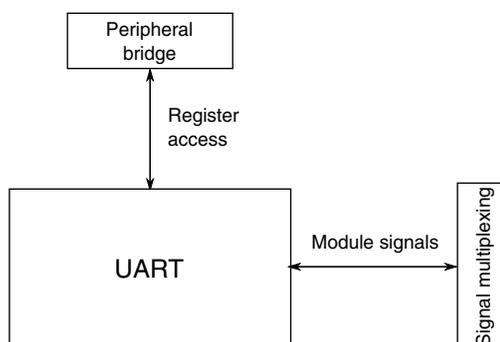 Peripheral
bridge
Register
access
Module signals
UART
Signal multiplexing